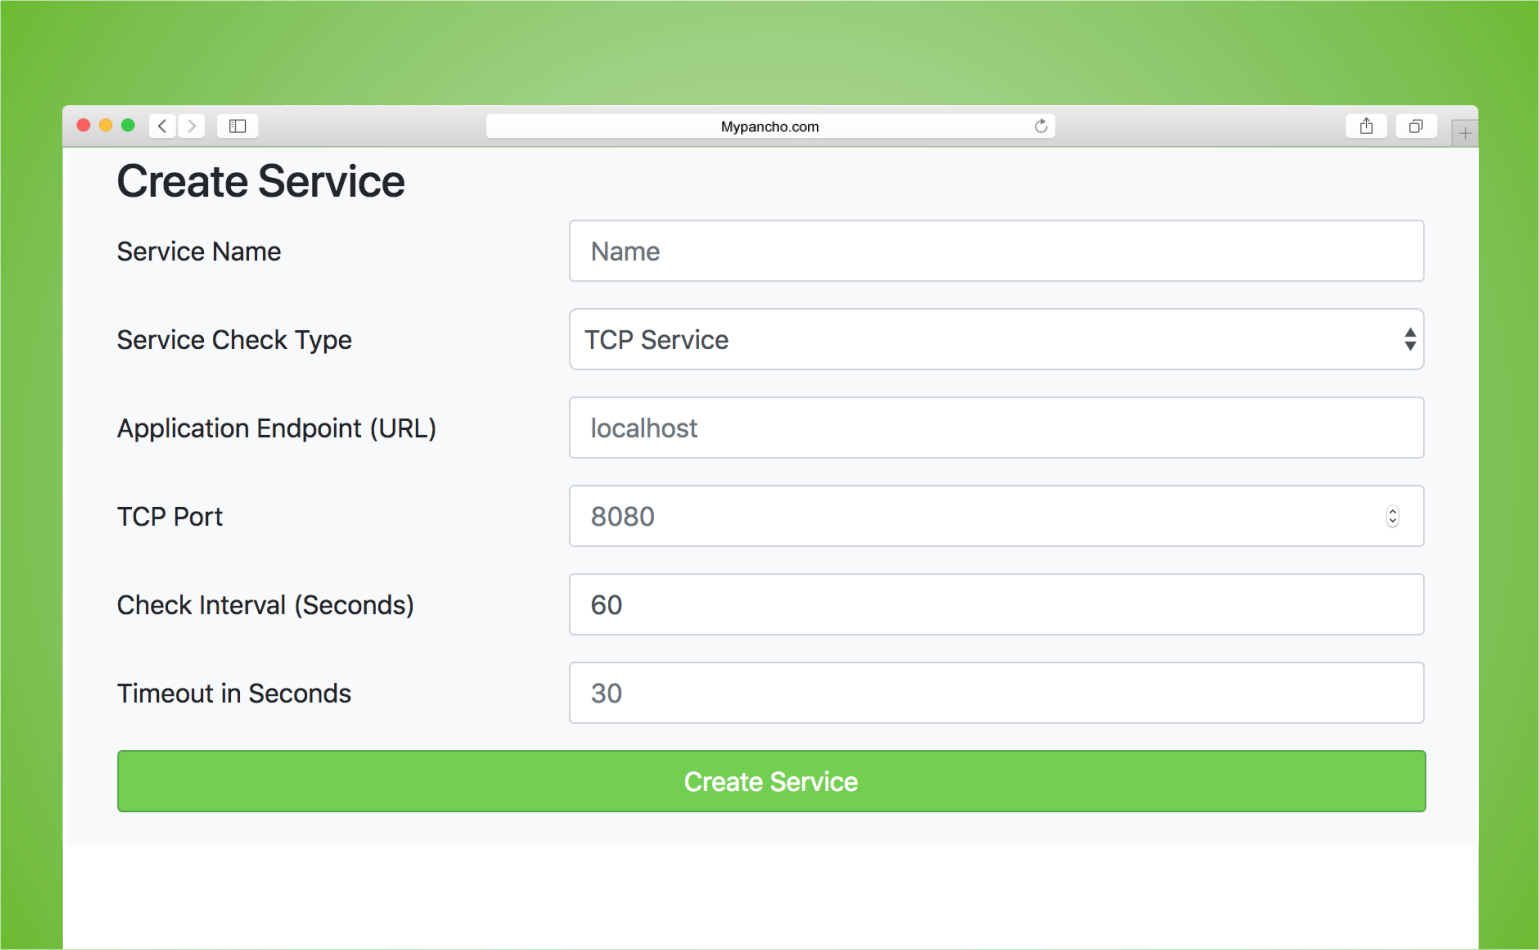 Mypancho.com
Create Service
Service Name
Name
Service Check Type
TCP Service
Application Endpoint (URL)
localhost
TCP Port
8080
Check Interval (Seconds)
60
Timeout in Seconds
30
Create Service